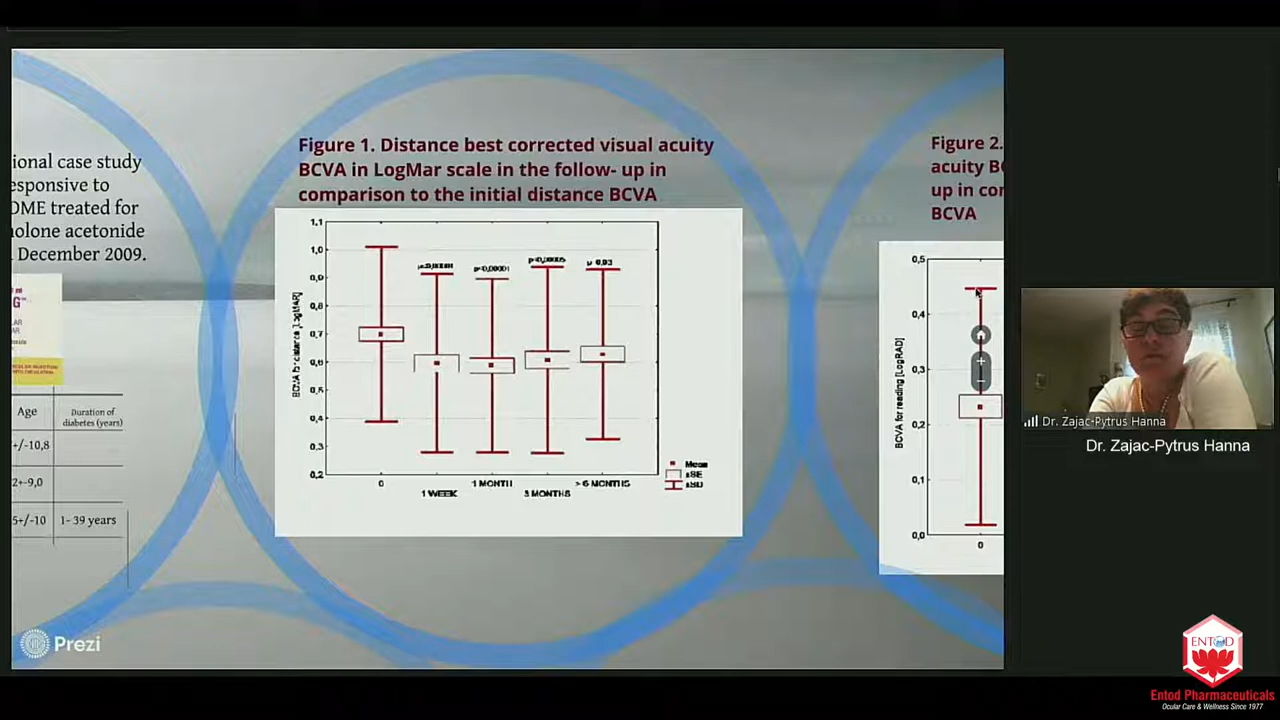 ional case study
esponsive to
DME treated for
nolone acetonide
December 2009.
Age
Duration of
diabetes (years)
+/-10,8
2+-9,0
5+/-10
1- 39 years
Figure 1. Distance best corrected visual acuity
BCVA in LogMar scale in the follow- up in
comparison to the initial distance BCVA
BCVA for distance [LogMAR]
1,1
1,0
0,9
0,8
0,7
0,6
0,5
0,4
0,3
0,2
p<0,00001
p=0,03
0
1 WEEK
1 MONTH
3 MONTHS
> 6 MONTHS
Mean
±SE
±SD
Figure 2.
acuity BC
up in cor
BCVA
BCVA for reading [LogRAD]
0,5
0,4
0,3
0,2
0,1
0,0
0
Prezi
Dr. Zajac-Pytrus Hanna
Dr. Zajac-Pytrus Hanna
ENTOD
Entod Pharmaceuticals
Ocular Care & Wellness Since 1977